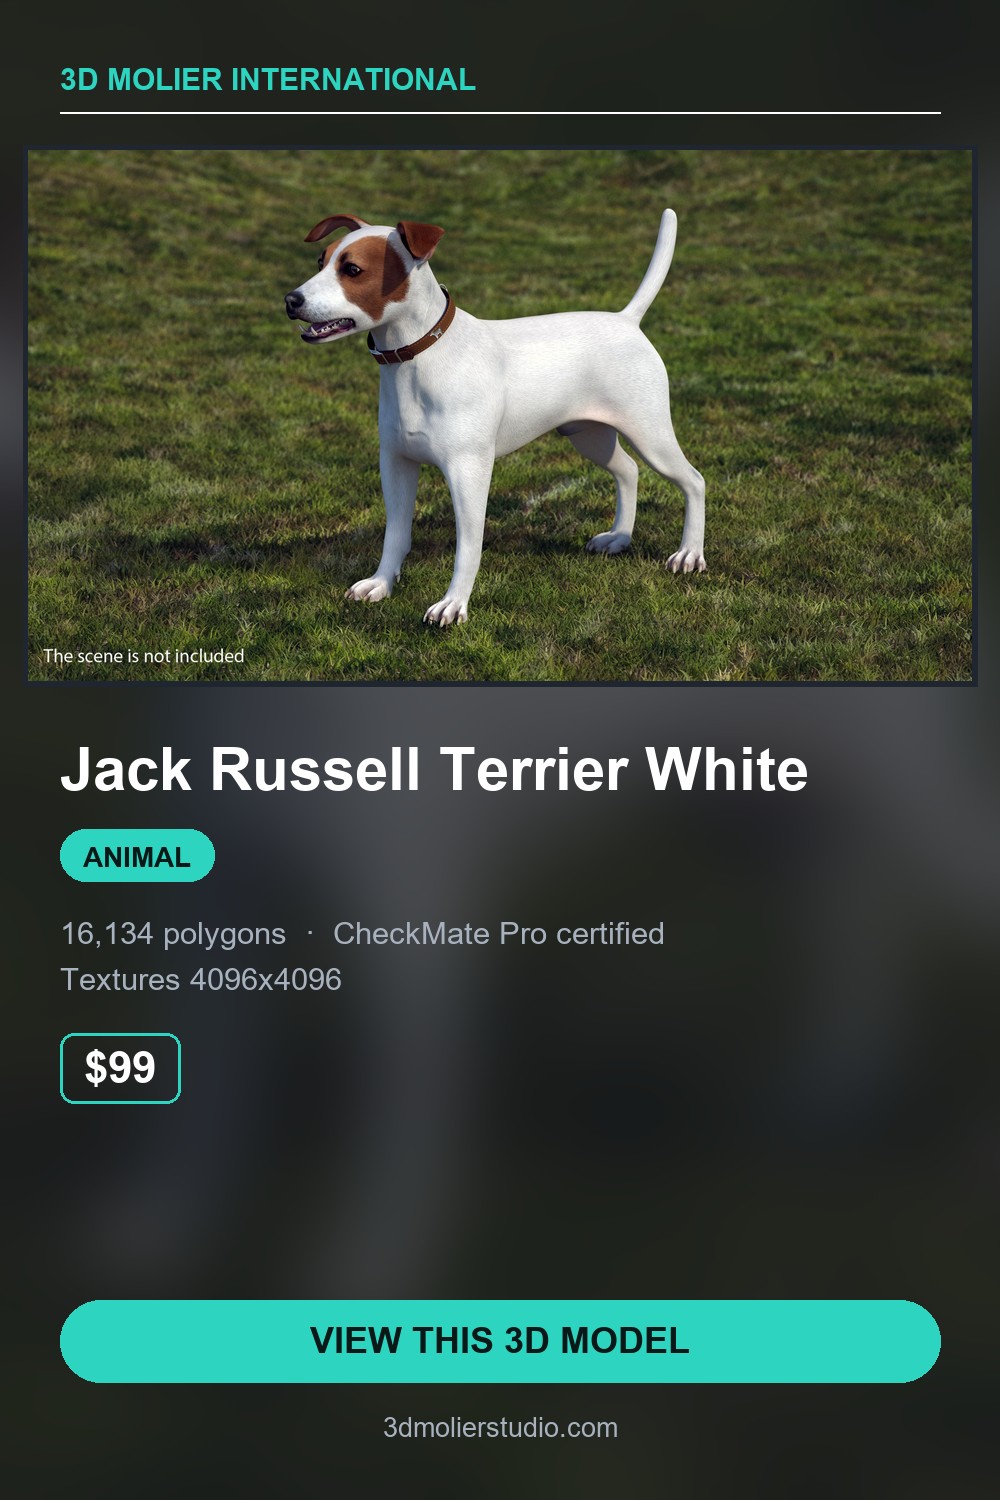 3D MOLIER INTERNATIONAL
The scene is not included
Jack Russell Terrier White
ANIMAL
16,134 polygons · CheckMate Pro certified
Textures 4096x4096
$99
VIEW THIS 3D MODEL
3dmolierstudio.com